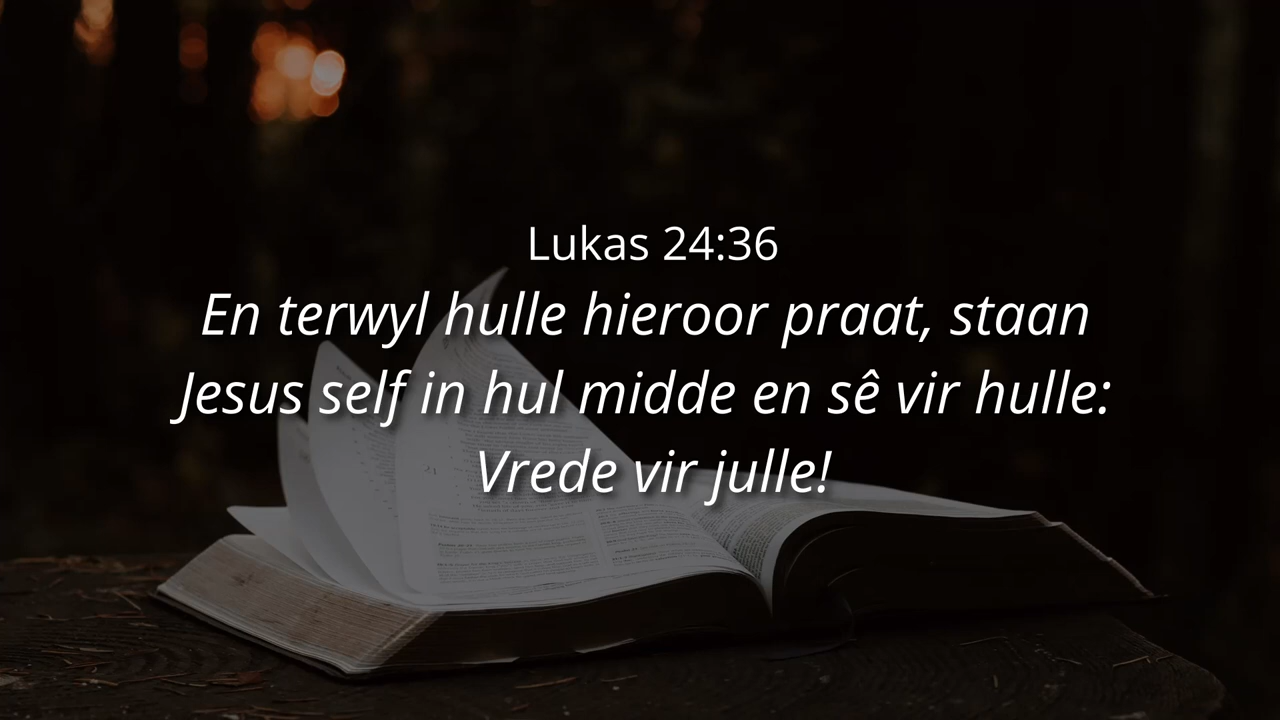 Lukas 24:36
En terwyl hulle hieroor praat, staan
Jesus self in hul midde en sê vir hulle:
Vrede vir julle!